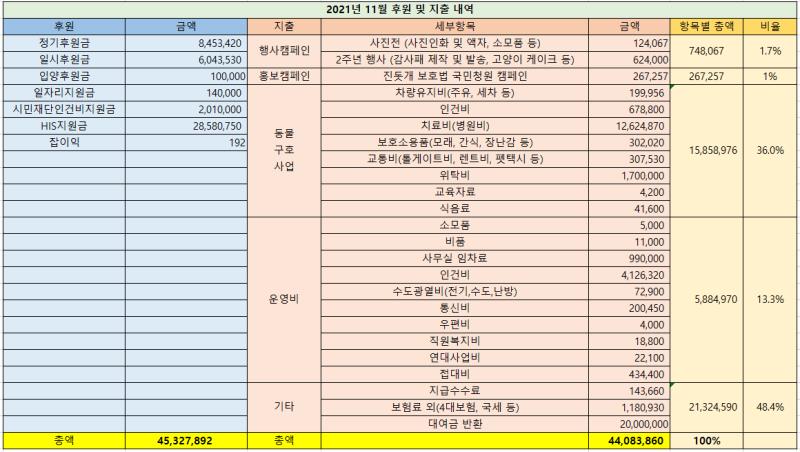 2021년 11월 후원 및 지출 내역
후원 금액 지출 세부항목 금액 항목별 총액 비율
정기후원금 8,453,420 행사캠페인 사진전 (사진인화 및 액자, 소모품 등) 124,067 748,067 1.7%
일시후원금 6,043,530 2주년 행사 (감사패 제작 및 발송, 고양이 케이크 등) 624,000
입양후원금 100,000 홍보캠페인 진돗개 보호법 국민청원 캠페인 267,257 267,257 1%
일자리지원금 140,000 동물 구호 사업 차량유지비(주유, 세차 등) 199,956 15,858,976 36.0%
시민재단인건비지원금 2,010,000 인건비 678,800
HIS지원금 28,580,750 치료비(병원비) 12,624,870
잡이익 192 보호소용품(모래, 간식, 장난감 등) 302,020
교통비(톨게이트비, 렌트비, 펫택시 등) 307,530
위탁비 1,700,000
교육자료 4,200
식음료 41,600
운영비 소모품 5,000 5,884,970 13.3%
비품 11,000
사무실 임차료 990,000
인건비 4,126,320
수도광열비(전기,수도,난방) 72,900
통신비 200,450
우편비 4,000
직원복지비 18,800
연대사업비 22,100
접대비 434,400
기타 지급수수료 143,660 21,324,590 48.4%
보험료 외(4대보험, 국세 등) 1,180,930
대여금 반환 20,000,000
총액 45,327,892 총액 44,083,860 100%